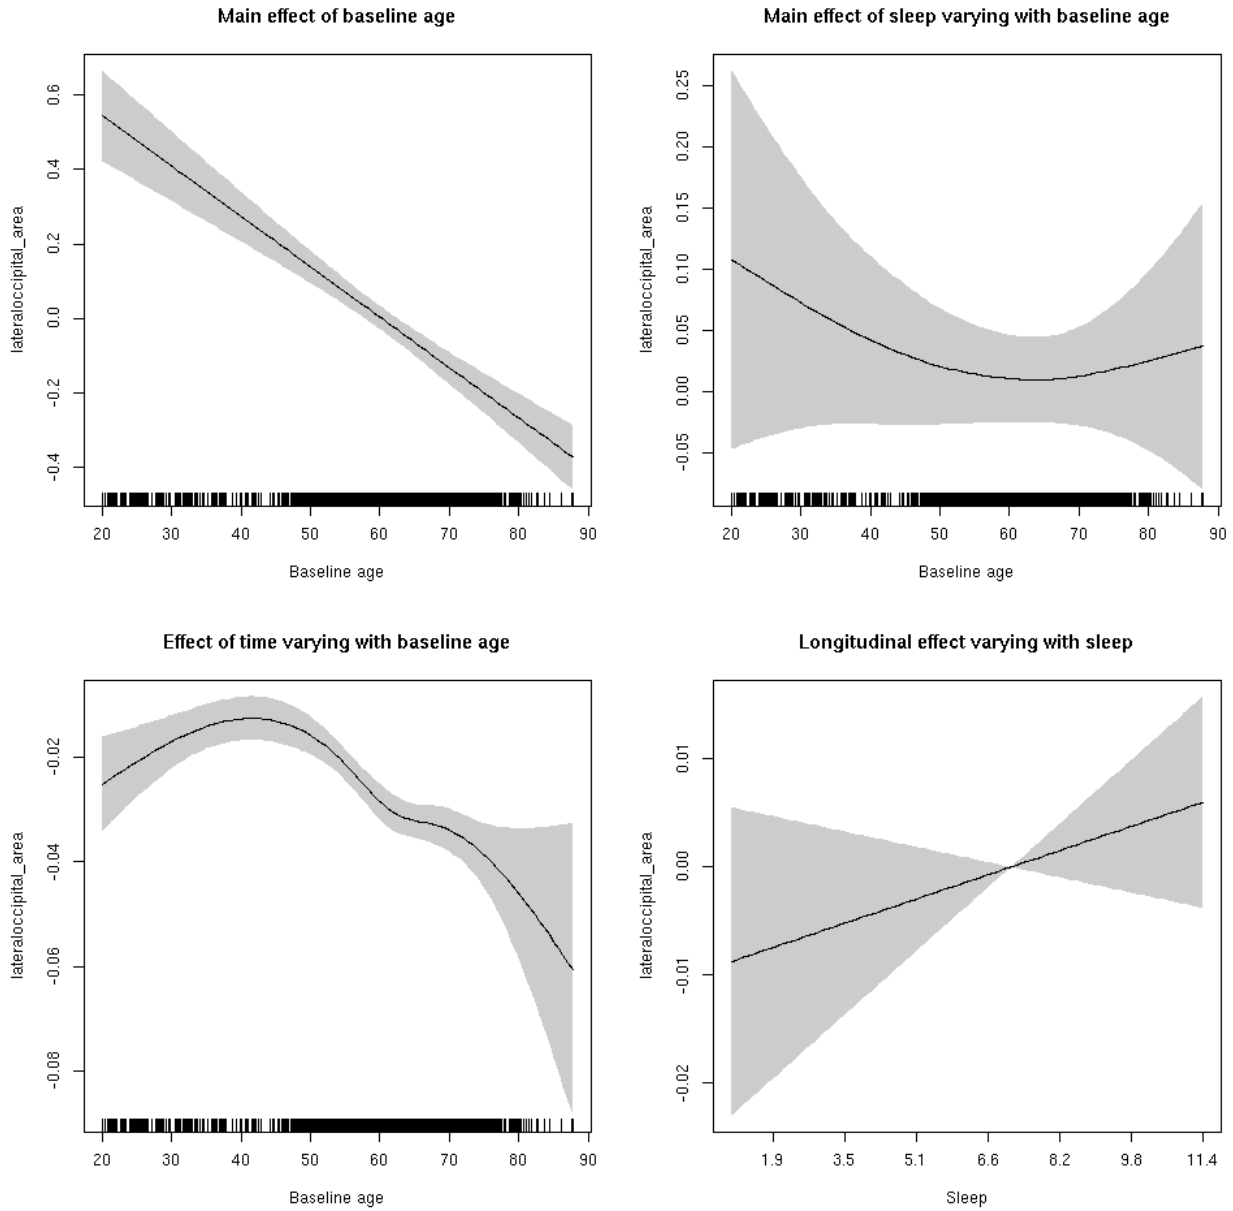 Main effect of baseline age
0.6
0.4
0.2
0.0
-0.2
-0.4
lateraloccipital_area
20 30 40 50 60 70 80 90
Baseline age
Main effect of sleep varying with baseline age
0.25
0.20
0.15
0.10
0.05
0.00
-0.05
lateraloccipital_area
20 30 40 50 60 70 80 90
Baseline age
Effect of time varying with baseline age
-0.02
-0.04
-0.06
-0.08
lateraloccipital_area
20 30 40 50 60 70 80 90
Baseline age
Longitudinal effect varying with sleep
0.01
0.00
-0.01
-0.02
lateraloccipital_area
1.9 3.5 5.1 6.6 8.2 9.8 11.4
Sleep